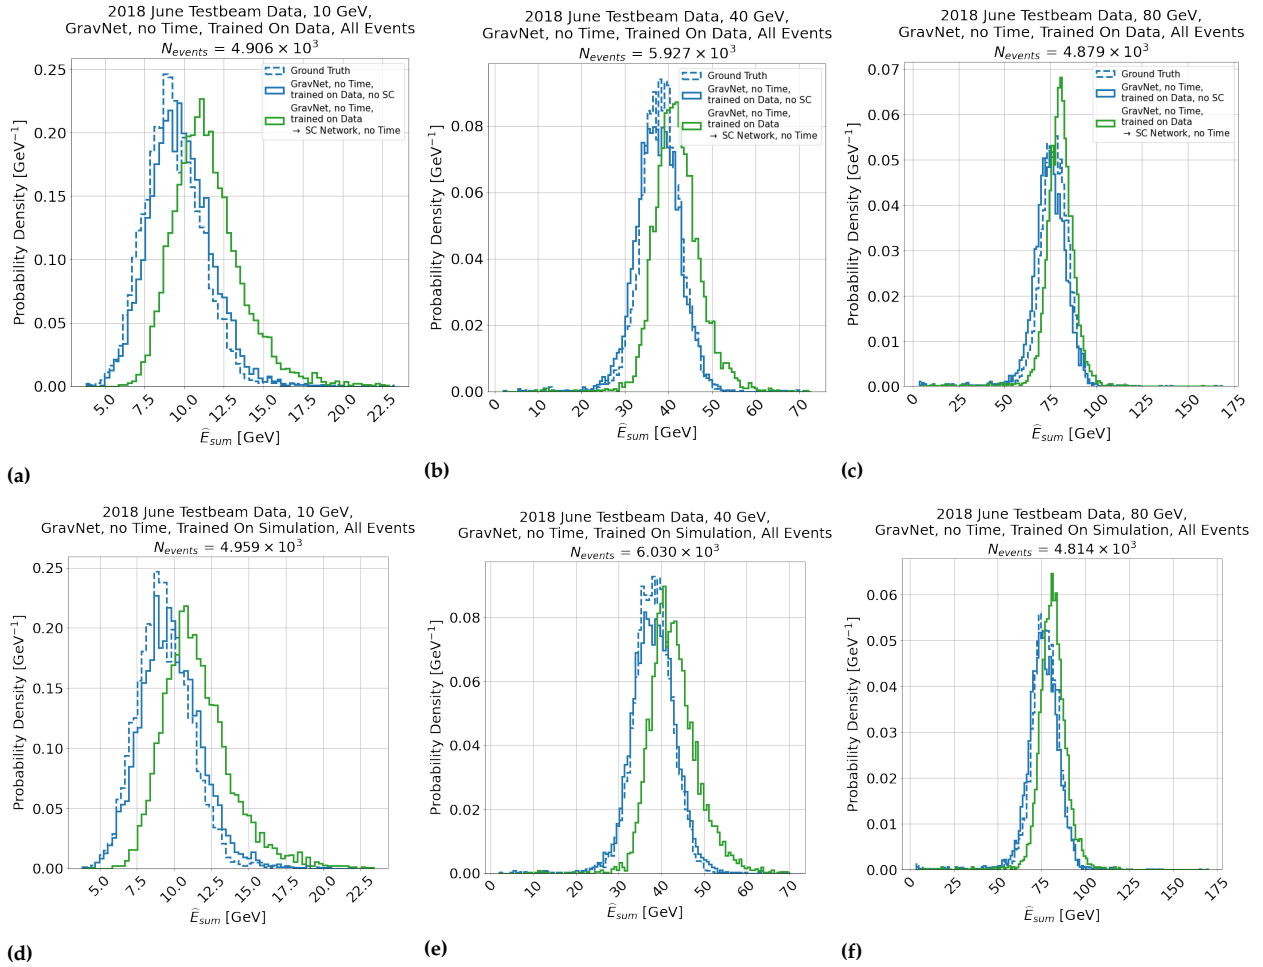 2018 June Testbeam Data, 10 GeV,
GravNet, no Time, Trained On Data, All Events
N_events = 4.906 × 10³
0.25
0.20
0.15
0.10
0.05
0.00
Probability Density [GeV⁻¹]
Ground Truth
GravNet, no Time,
trained on Data, no SC
GravNet, no Time,
trained on Data
→ SC Network, no Time
5.0 7.5 10.0 12.5 15.0 17.5 20.0 22.5
Ê_sum [GeV]
(a)
2018 June Testbeam Data, 40 GeV,
GravNet, no Time, Trained On Data, All Events
N_events = 5.927 × 10³
0.08
0.06
0.04
0.02
0.00
Probability Density [GeV⁻¹]
Ground Truth
GravNet, no Time,
trained on Data, no SC
GravNet, no Time,
trained on Data
→ SC Network, no Time
0 10 20 30 40 50 60 70
Ê_sum [GeV]
(b)
2018 June Testbeam Data, 80 GeV,
GravNet, no Time, Trained On Data, All Events
N_events = 4.879 × 10³
0.07
0.06
0.05
0.04
0.03
0.02
0.01
0.00
Probability Density [GeV⁻¹]
Ground Truth
GravNet, no Time,
trained on Data, no SC
GravNet, no Time,
trained on Data
→ SC Network, no Time
0 25 50 75 100 125 150 175
Ê_sum [GeV]
(c)
2018 June Testbeam Data, 10 GeV,
GravNet, no Time, Trained On Simulation, All Events
N_events = 4.959 × 10³
0.25
0.20
0.15
0.10
0.05
0.00
Probability Density [GeV⁻¹]
5.0 7.5 10.0 12.5 15.0 17.5 20.0 22.5
Ê_sum [GeV]
(d)
2018 June Testbeam Data, 40 GeV,
GravNet, no Time, Trained On Simulation, All Events
N_events = 6.030 × 10³
0.08
0.06
0.04
0.02
0.00
Probability Density [GeV⁻¹]
0 10 20 30 40 50 60 70
Ê_sum [GeV]
(e)
2018 June Testbeam Data, 80 GeV,
GravNet, no Time, Trained On Simulation, All Events
N_events = 4.814 × 10³
0.06
0.05
0.04
0.03
0.02
0.01
0.00
Probability Density [GeV⁻¹]
0 25 50 75 100 125 150 175
Ê_sum [GeV]
(f)